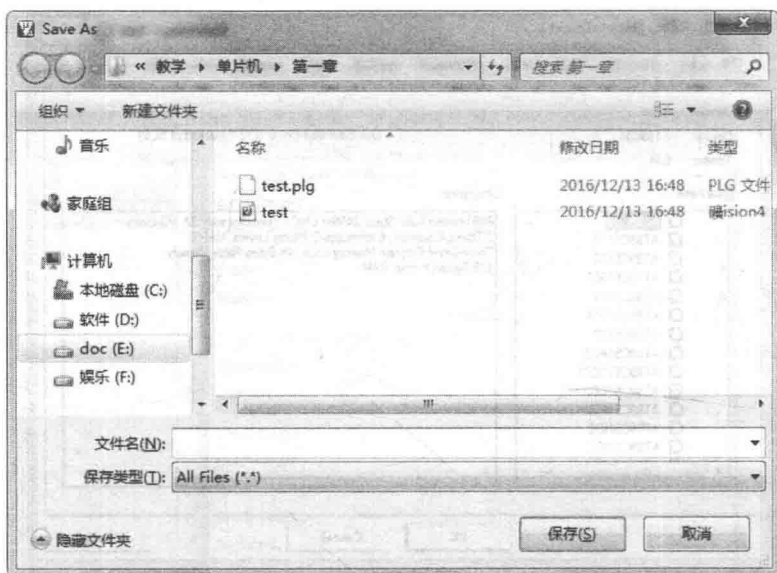 Save As
« 教学 ▸ 单片机 ▸ 第一章
搜索 第一章
组织 新建文件夹
音乐
家庭组
计算机
本地磁盘 (C:)
软件 (D:)
doc (E:)
娱乐 (F:)
名称 修改日期 类型
test.plg 2016/12/13 16:48 PLG 文件
test 2016/12/13 16:48 ision4
文件名(N):
保存类型(T): All Files (*.*)
隐藏文件夹
保存(S) 取消